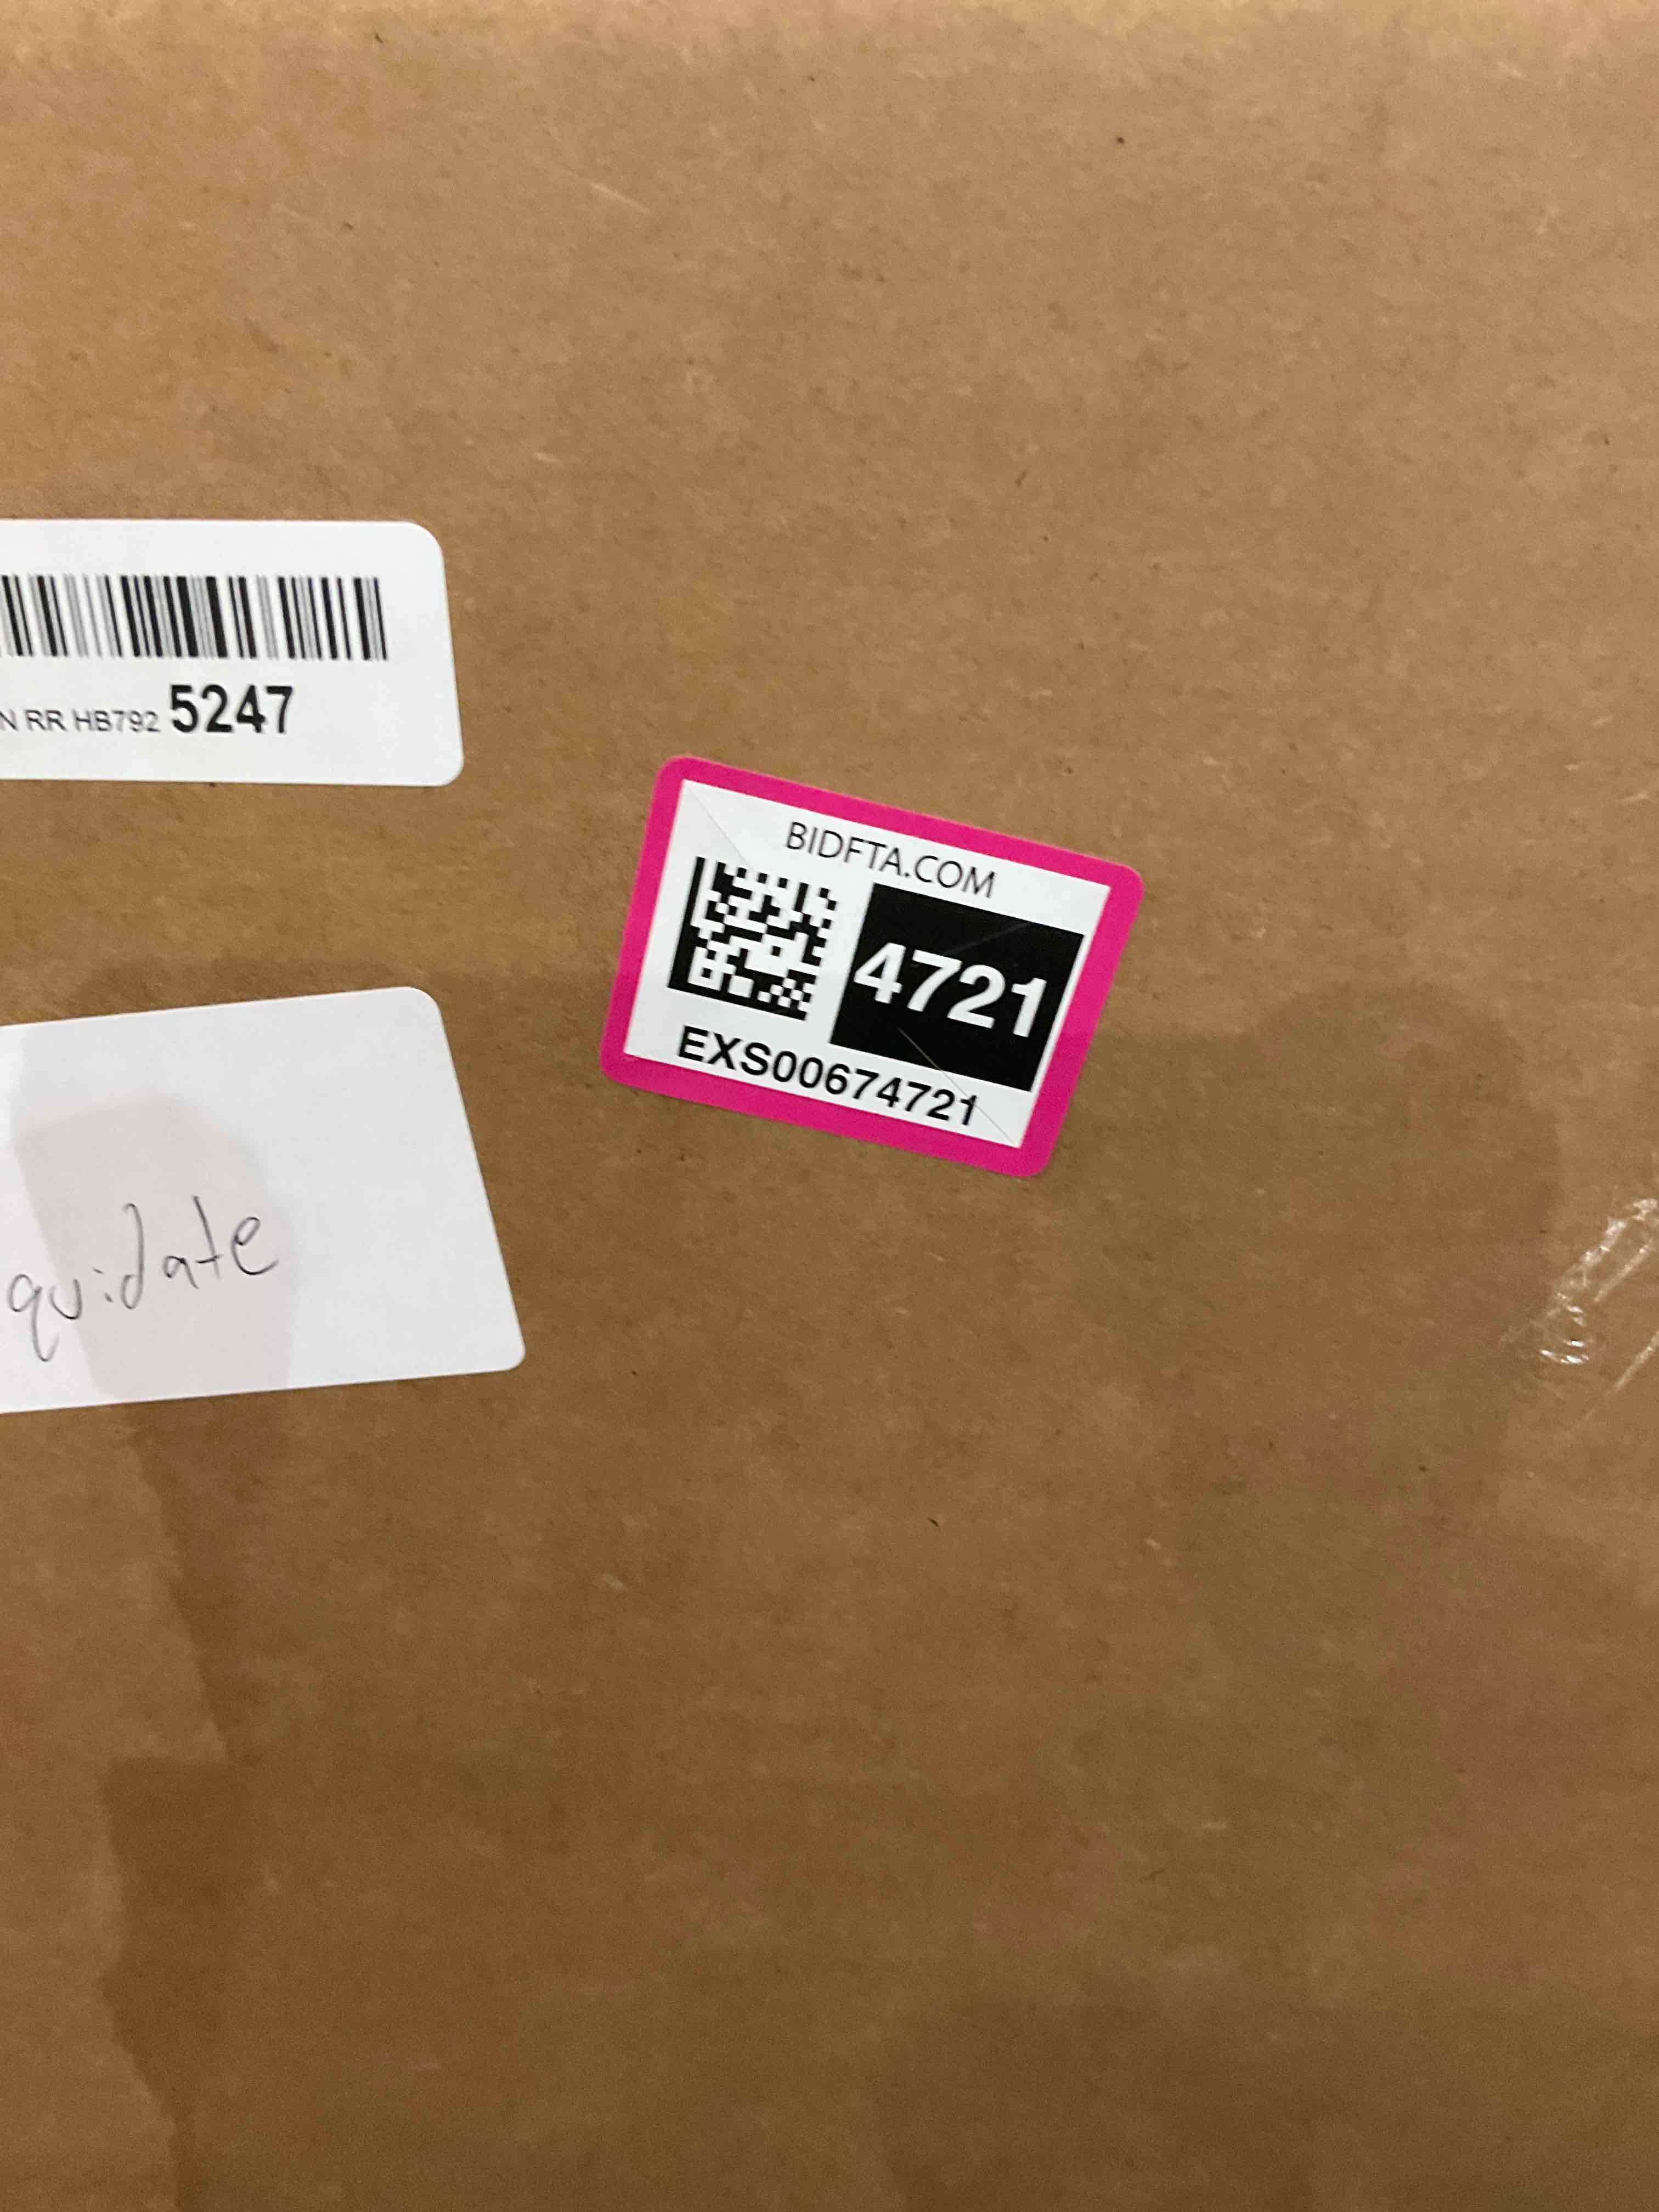 N RR HB792 5247
BIDFTA.COM
4721
EXS00674721
quidate